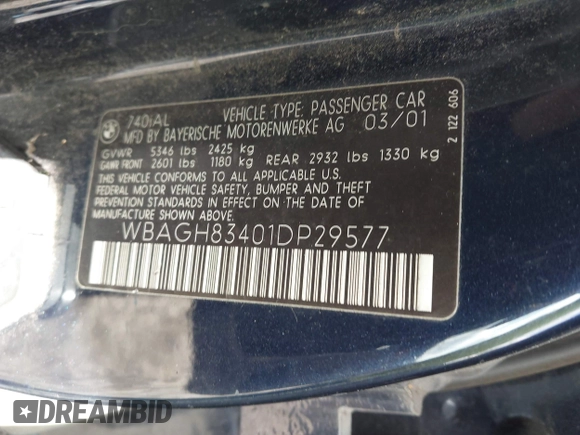 740iAL VEHICLE TYPE: PASSENGER CAR
MFD BY BAYERISCHE MOTORENWERKE AG 03/01
GVWR 5346 lbs 2425 kg
GAWR FRONT 2601 lbs 1180 kg REAR 2932 lbs 1330 kg
THIS VEHICLE CONFORMS TO ALL APPLICABLE U.S.
FEDERAL MOTOR VEHICLE SAFETY, BUMPER AND THEFT
PREVENTION STANDARDS IN EFFECT ON THE DATE OF
MANUFACTURE SHOWN ABOVE
WBAGH83401DP29577
2 122 606
DREAMBID